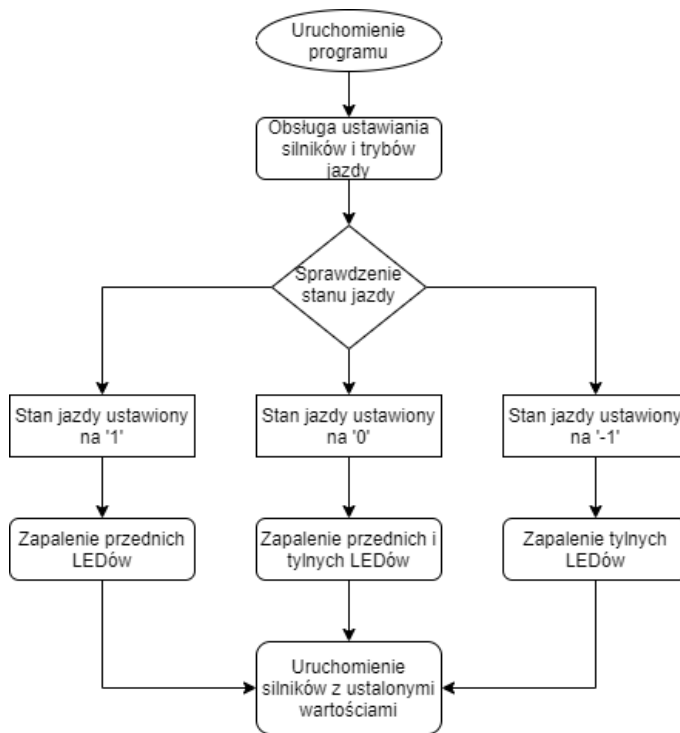 Uruchomienie
programu
Obsługa ustawiania
silników i trybów
jazdy
Sprawdzenie
stanu jazdy
Stan jazdy ustawiony
na '1'
Stan jazdy ustawiony
na '0'
Stan jazdy ustawiony
na '-1'
Zapalenie przednich
LEDów
Zapalenie przednich i
tylnych LEDów
Zapalenie tylnych
LEDów
Uruchomienie
silników z ustalonymi
wartościami